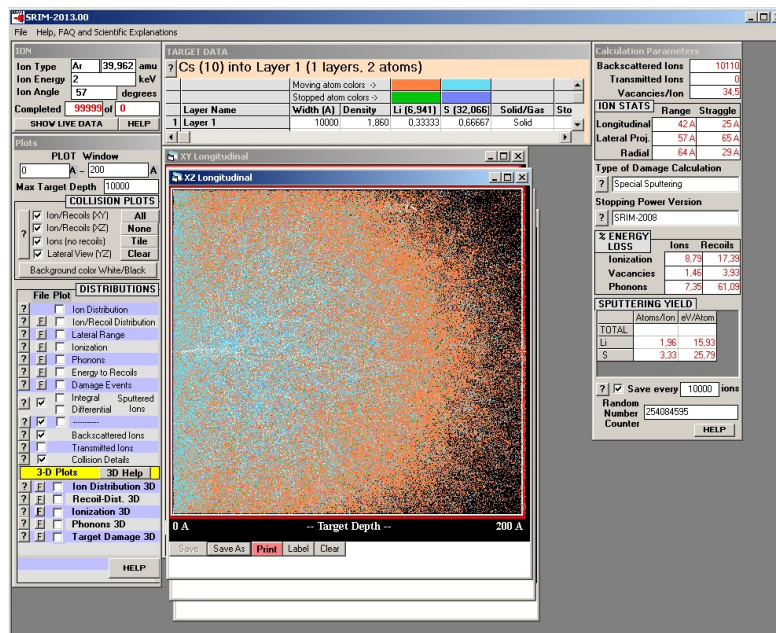 SRIM-2013.00
File Help, FAQ and Scientific Explanations
ION
Ion Type Ar 39,962 amu
Ion Energy 2 keV
Ion Angle 57 degrees
Completed 99999 of 0
SHOW LIVE DATA HELP
Plots
PLOT Window
0 A - 200 A
Max Target Depth 10000
COLLISION PLOTS
? Ion/Recoils (XY) All
Ion/Recoils (XZ) None
Ions (no recoils) Tile
Lateral View (YZ) Clear
Background color White/Black
DISTRIBUTIONS
File Plot
? Ion Distribution
? F Ion/Recoil Distribution
? F Lateral Range
? F Ionization
? F Phonons
? F Energy to Recoils
? F Damage Events
? Integral Sputtered
Differential Ions
? ----------
? Backscattered Ions
? Transmitted Ions
? Collision Details
3-D Plots 3D Help
? F Ion Distribution 3D
? F Recoil-Dist. 3D
? F Ionization 3D
? F Phonons 3D
? F Target Damage 3D
HELP
TARGET DATA
? Cs (10) into Layer 1 (1 layers, 2 atoms)
Moving atom colors ->
Stopped atom colors ->
Layer Name Width (A) Density Li (6,941) S (32,066) Solid/Gas Sto
1 Layer 1 10000 1,860 0,33333 0,66667 Solid
XY Longitudinal
XZ Longitudinal
0 A -- Target Depth -- 200 A
Save Save As Print Label Clear
Calculation Parameters
Backscattered Ions 10110
Transmitted Ions 0
Vacancies/Ion 34,5
ION STATS Range Straggle
Longitudinal 42 A 25 A
Lateral Proj. 57 A 65 A
Radial 64 A 29 A
Type of Damage Calculation
? Special Sputtering
Stopping Power Version
? SRIM-2008
% ENERGY LOSS Ions Recoils
Ionization 8,79 17,39
Vacancies 1,46 3,93
Phonons 7,35 61,09
SPUTTERING YIELD
Atoms/Ion eV/Atom
TOTAL
Li 1,96 15,93
S 3,33 25,79
? Save every 10000 ions
Random Number Counter 254084595
HELP